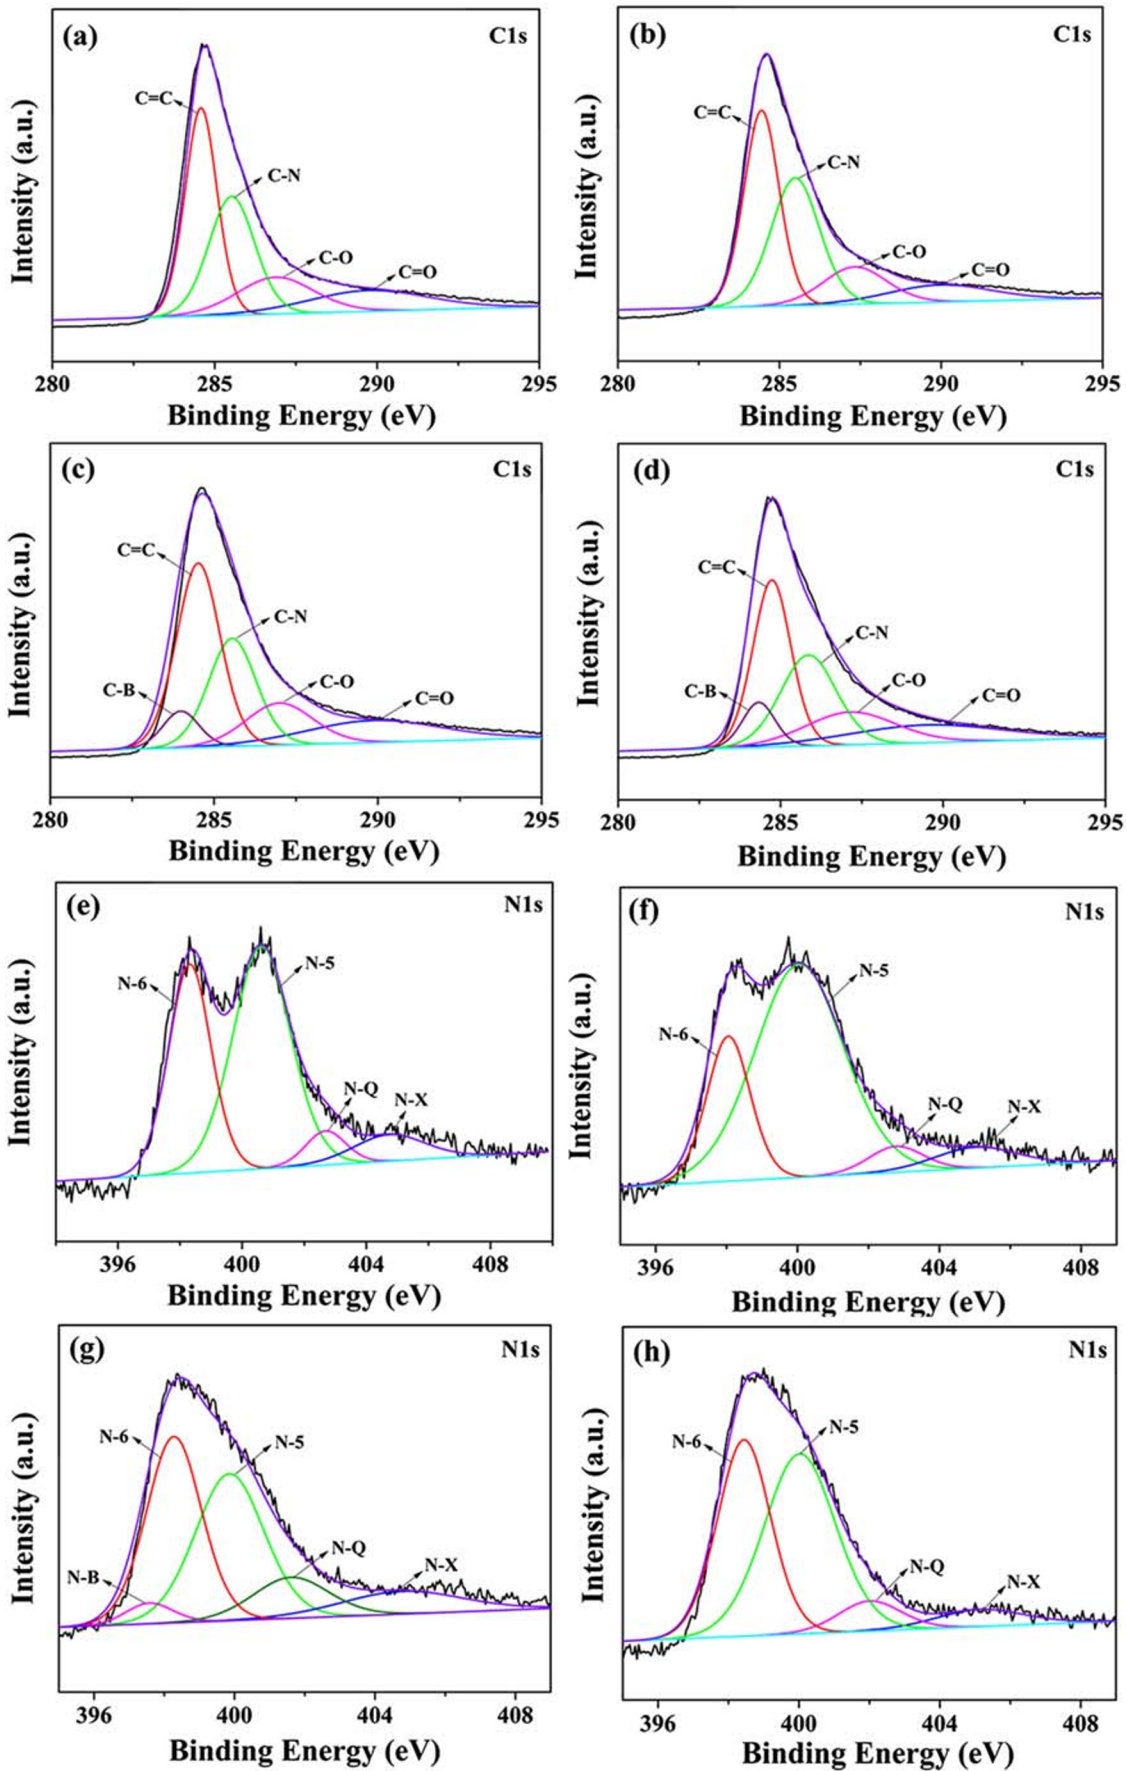 (a)
C1s
C=C
C-N
C-O
C=O
Intensity (a.u.)
280 285 290 295
Binding Energy (eV)
(b)
C1s
C=C
C-N
C-O
C=O
Intensity (a.u.)
280 285 290 295
Binding Energy (eV)
(c)
C1s
C=C
C-N
C-B
C-O
C=O
Intensity (a.u.)
280 285 290 295
Binding Energy (eV)
(d)
C1s
C=C
C-N
C-B
C-O
C=O
Intensity (a.u.)
280 285 290 295
Binding Energy (eV)
(e)
N1s
N-6
N-5
N-Q
N-X
Intensity (a.u.)
396 400 404 408
Binding Energy (eV)
(f)
N1s
N-5
N-6
N-Q
N-X
Intensity (a.u.)
396 400 404 408
Binding Energy (eV)
(g)
N1s
N-6
N-5
N-Q
N-B
N-X
Intensity (a.u.)
396 400 404 408
Binding Energy (eV)
(h)
N1s
N-6
N-5
N-Q
N-X
Intensity (a.u.)
396 400 404 408
Binding Energy (eV)